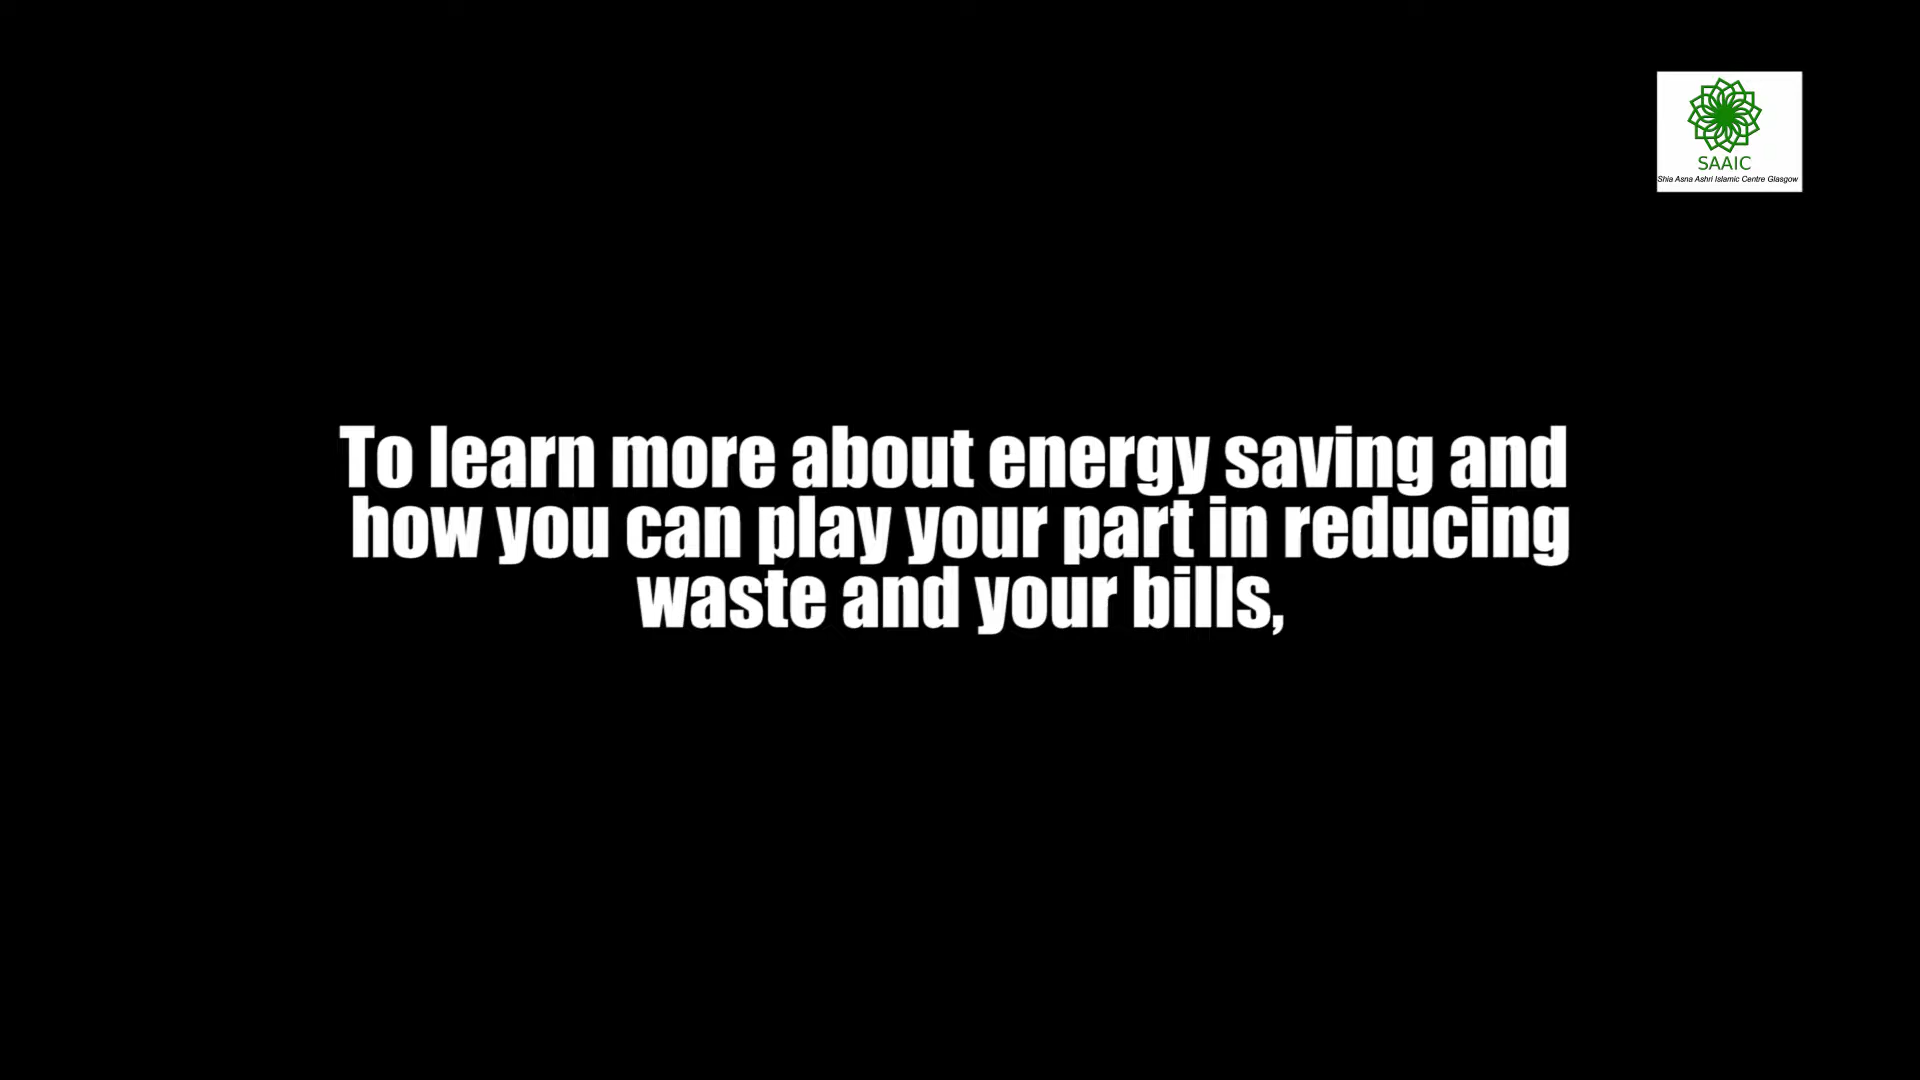 SAAIC
Shia Asna Ashri Islamic Centre Glasgow
To learn more about energy saving and
how you can play your part in reducing
waste and your bills,